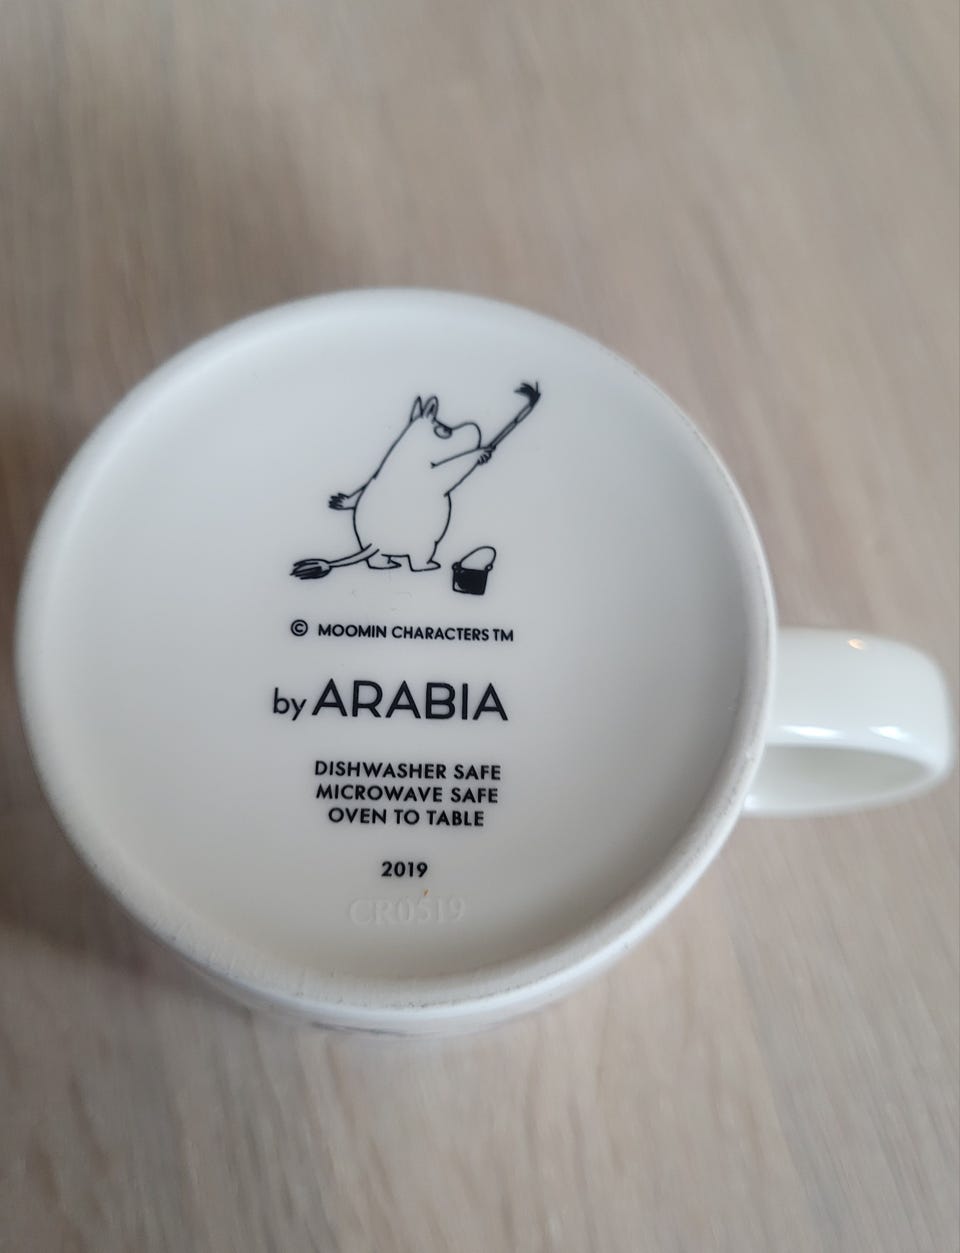 © MOOMIN CHARACTERS TM
by ARABIA
DISHWASHER SAFE
MICROWAVE SAFE
OVEN TO TABLE
2019
CR0519